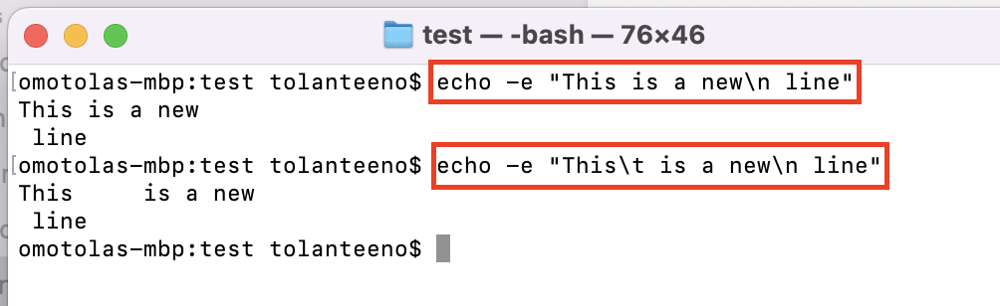 test — -bash — 76×46
omotolas-mbp:test tolanteeno$ echo -e "This is a new\n line"
This is a new
 line
omotolas-mbp:test tolanteeno$ echo -e "This\t is a new\n line"
This     is a new
 line
omotolas-mbp:test tolanteeno$